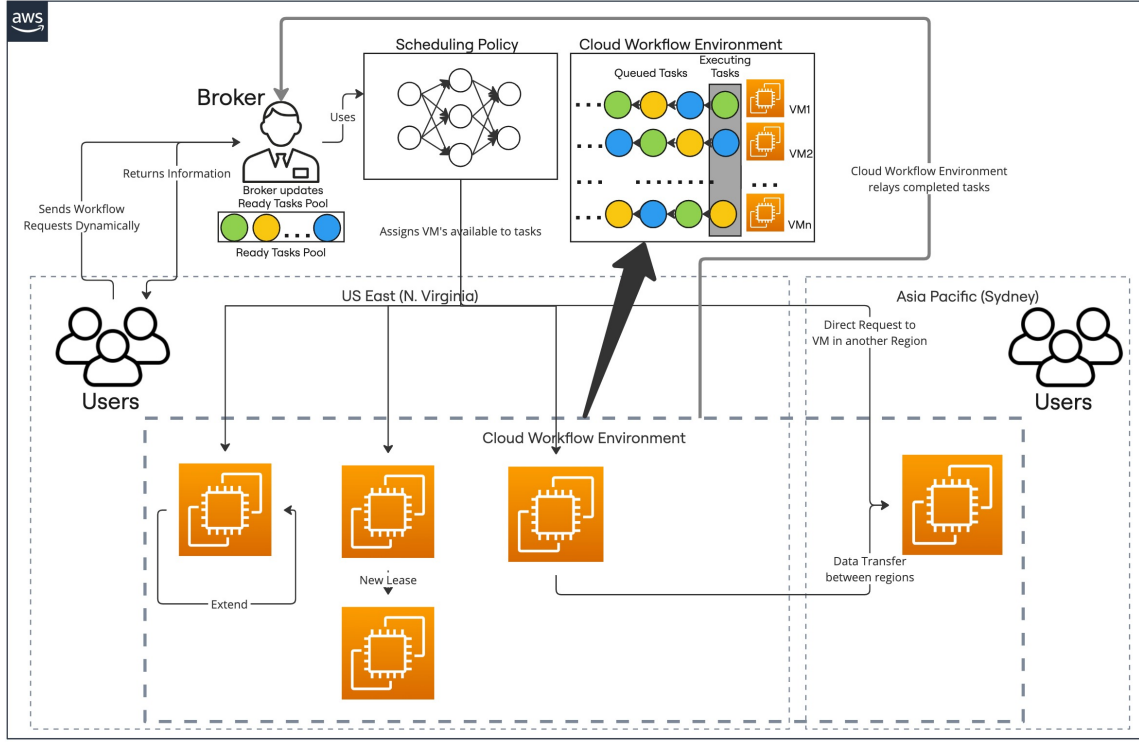 aws
Scheduling Policy
Cloud Workflow Environment
Queued Tasks
Executing
Tasks
Broker
Uses
VM1
VM2
VMn
Returns Information
Broker updates
Ready Tasks Pool
Ready Tasks Pool
Sends Workflow
Requests Dynamically
Assigns VM's available to tasks
Cloud Workflow Environment
relays completed tasks
US East (N. Virginia)
Asia Pacific (Sydney)
Direct Request to
VM in another Region
Users
Users
Cloud Workflow Environment
New Lease
Extend
Data Transfer
between regions